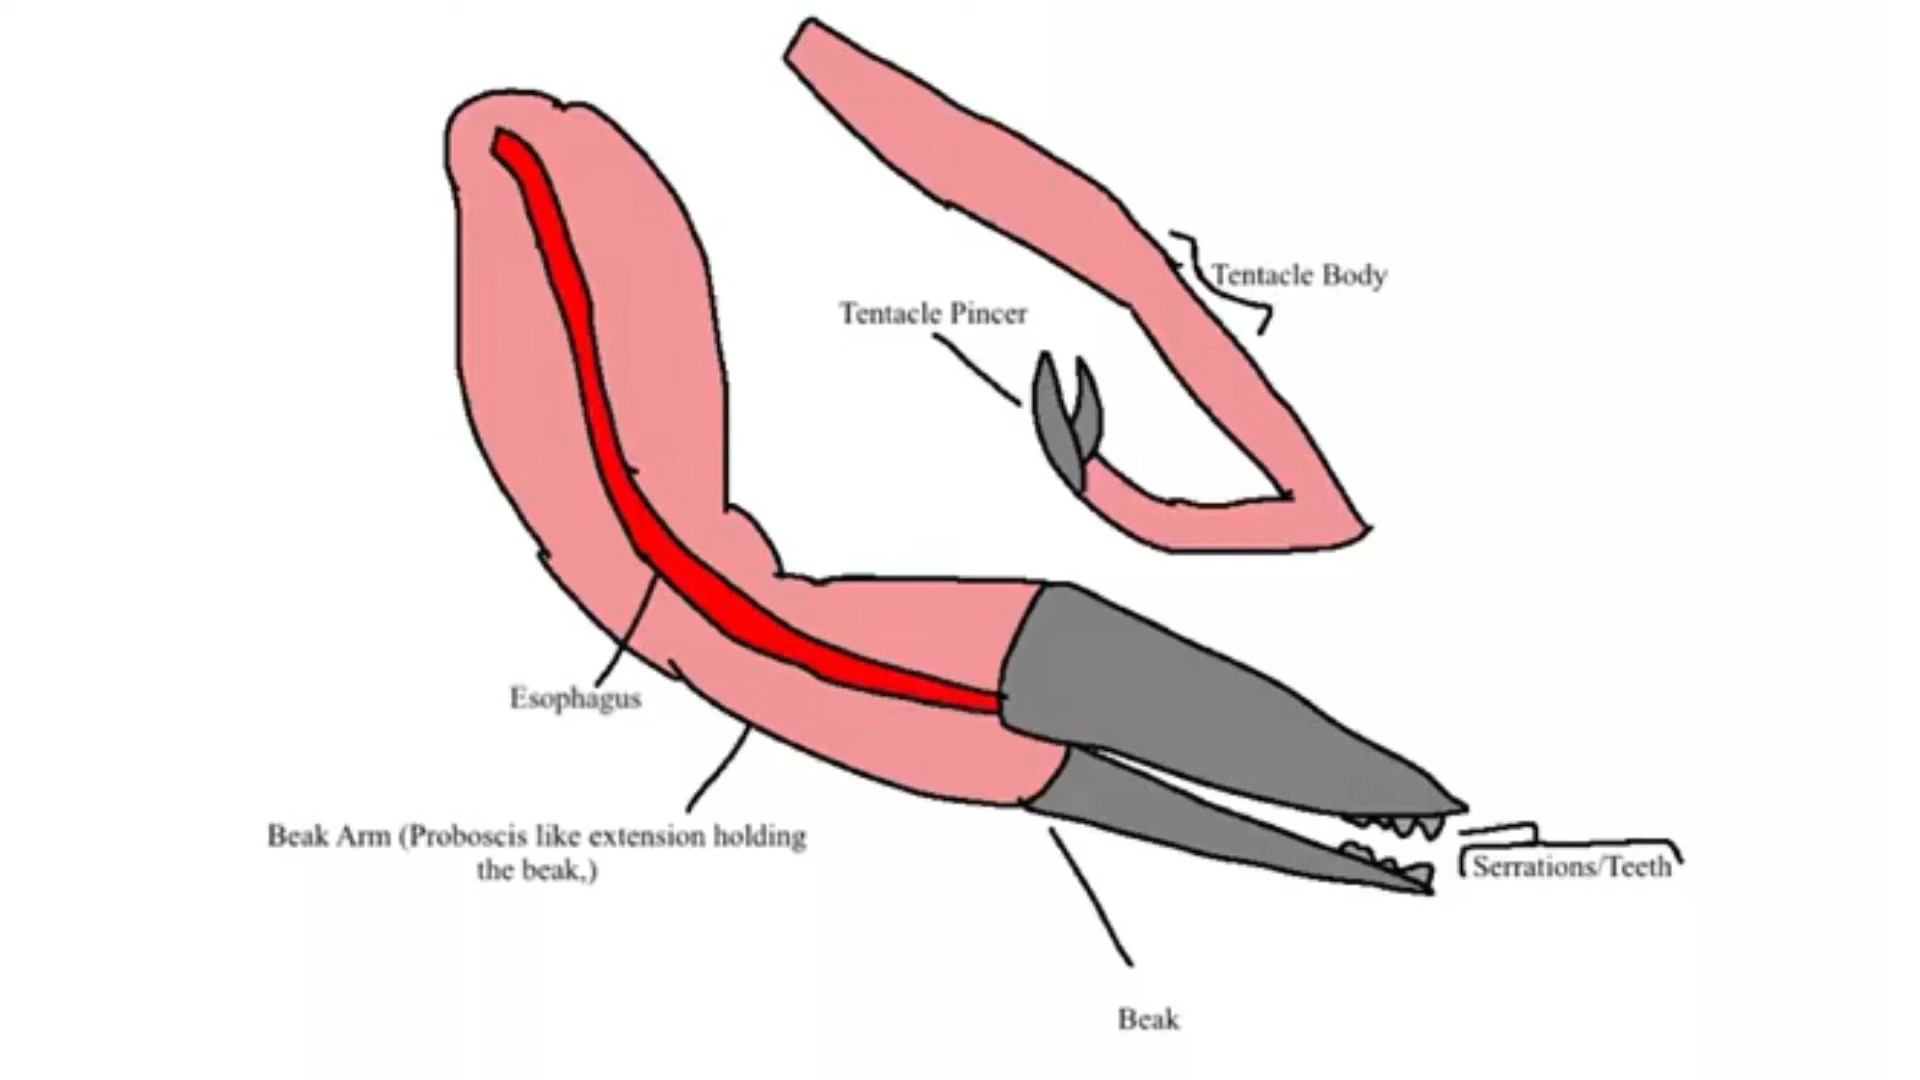 Tentacle Body
Tentacle Pincer
Esophagus
Beak Arm (Proboscis like extension holding
the beak,)
Serrations/Teeth
Beak